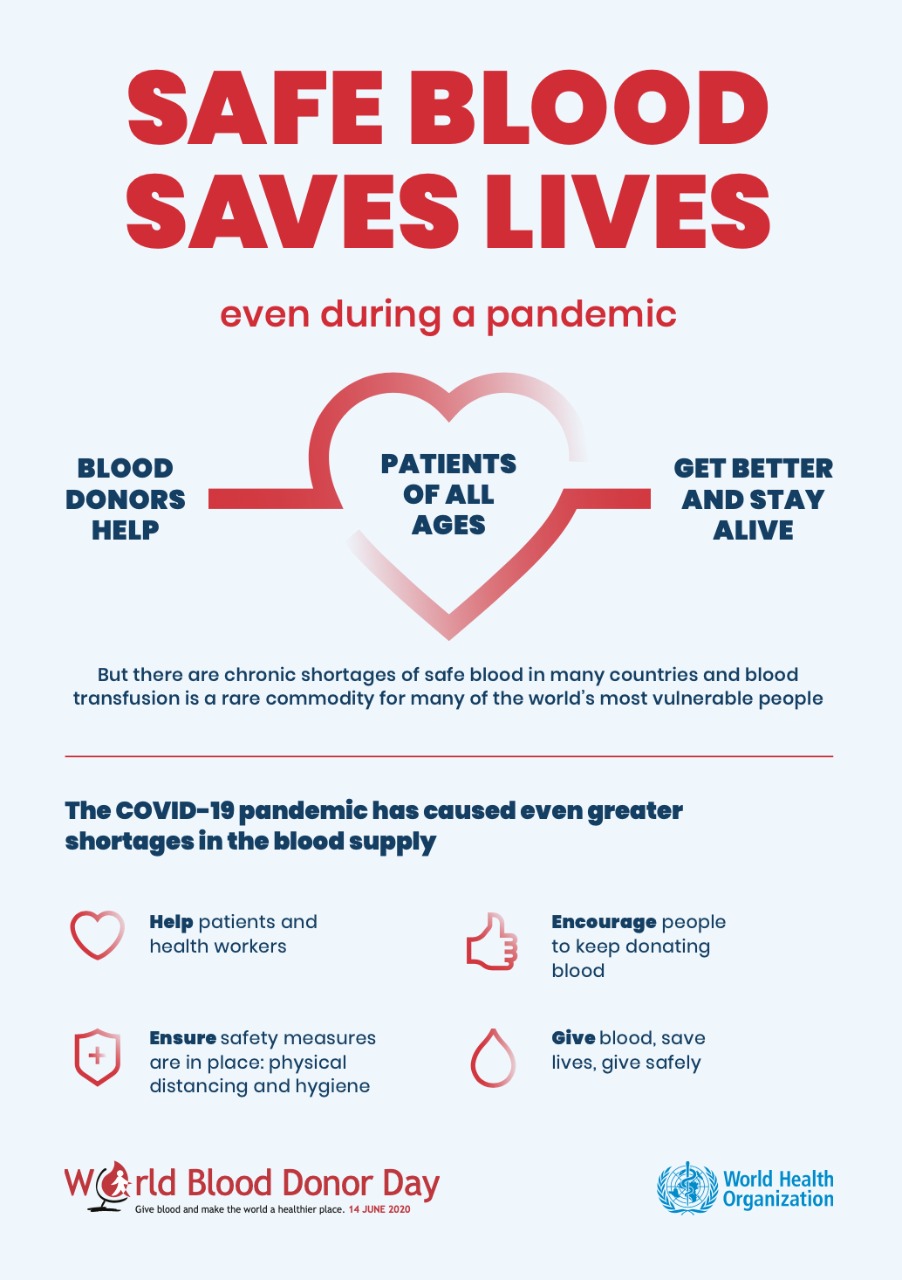 SAFE BLOOD
SAVES LIVES
even during a pandemic
BLOOD
DONORS
HELP
PATIENTS
OF ALL
AGES
GET BETTER
AND STAY
ALIVE
But there are chronic shortages of safe blood in many countries and blood
transfusion is a rare commodity for many of the world's most vulnerable people
The COVID-19 pandemic has caused even greater
shortages in the blood supply
Help patients and
health workers
Encourage people
to keep donating
blood
Ensure safety measures
are in place: physical
distancing and hygiene
Give blood, save
lives, give safely
World Blood Donor Day
Give blood and make the world a healthier place. 14 JUNE 2020
World Health
Organization